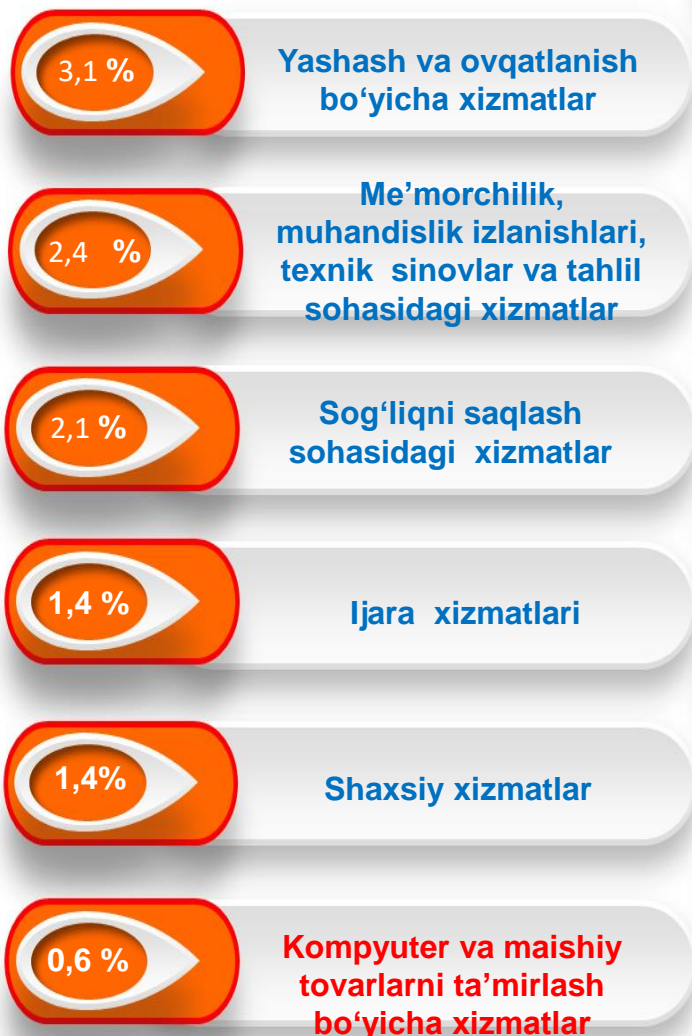 3,1 %
Yashash va ovqatlanish
bo‘yicha xizmatlar
2,4 %
Me’morchilik,
muhandislik izlanishlari,
texnik sinovlar va tahlil
sohasidagi xizmatlar
2,1 %
Sog‘liqni saqlash
sohasidagi xizmatlar
1,4 %
Ijara xizmatlari
1,4%
Shaxsiy xizmatlar
0,6 %
Kompyuter va maishiy
tovarlarni ta’mirlash
bo‘yicha xizmatlar